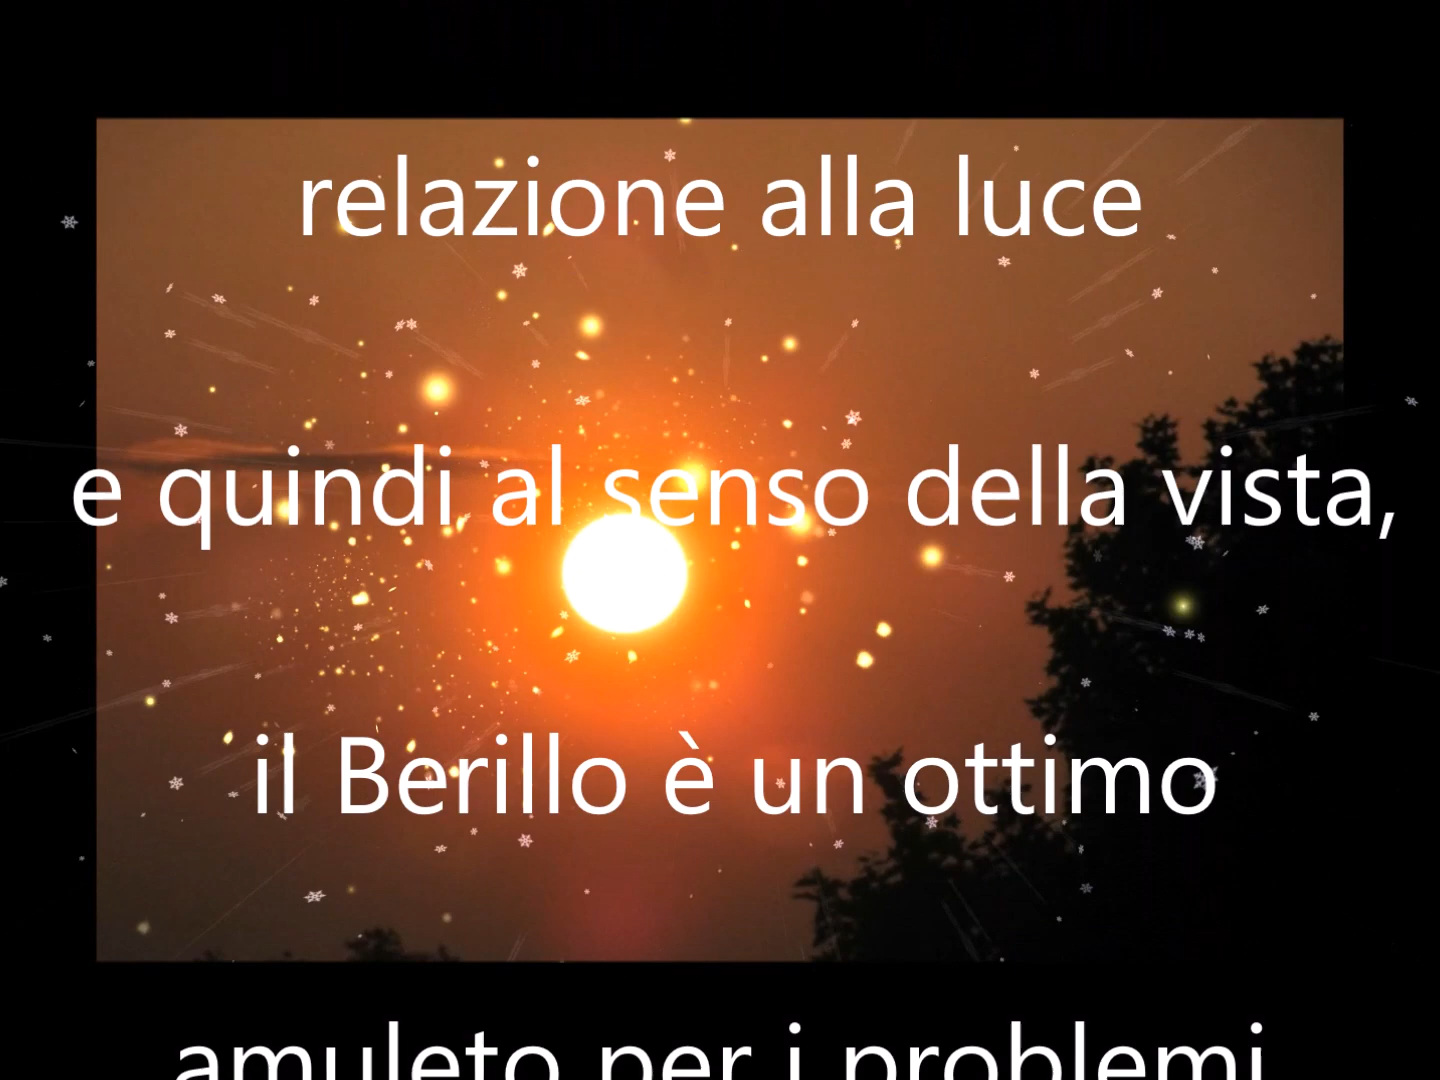 relazione alla luce
e quindi al senso della vista,
il Berillo è un ottimo
amuleto per i problemi